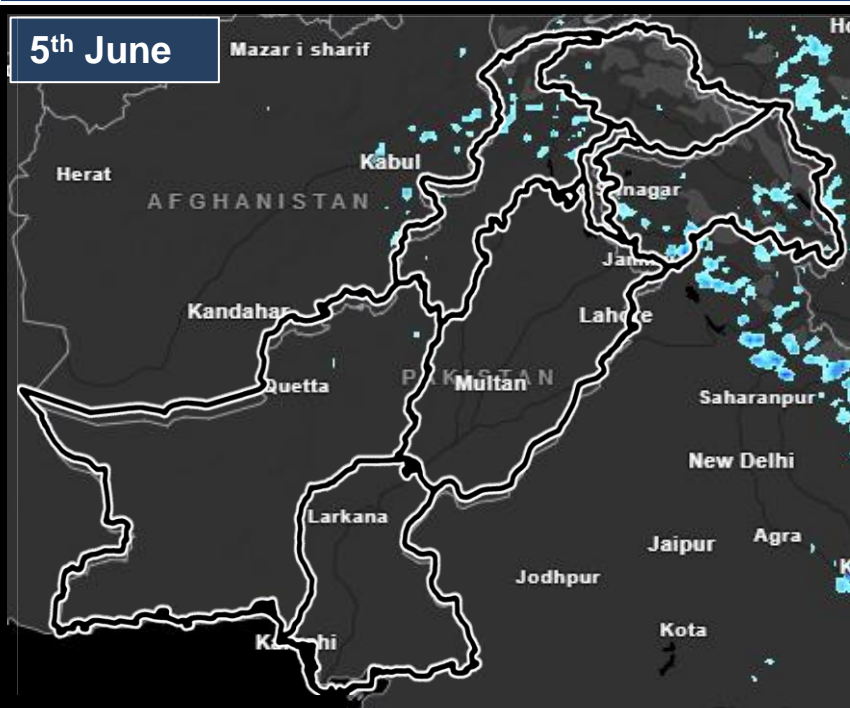 5th June
Mazar i sharif
Ho
Kabul
Herat
AFGHANISTAN
Srinagar
Jammu
Kandahar
Lahore
Quetta
PAKISTAN
Multan
Saharanpur
New Delhi
Larkana
Jaipur
Agra
Jodhpur
K
Kota
Karachi